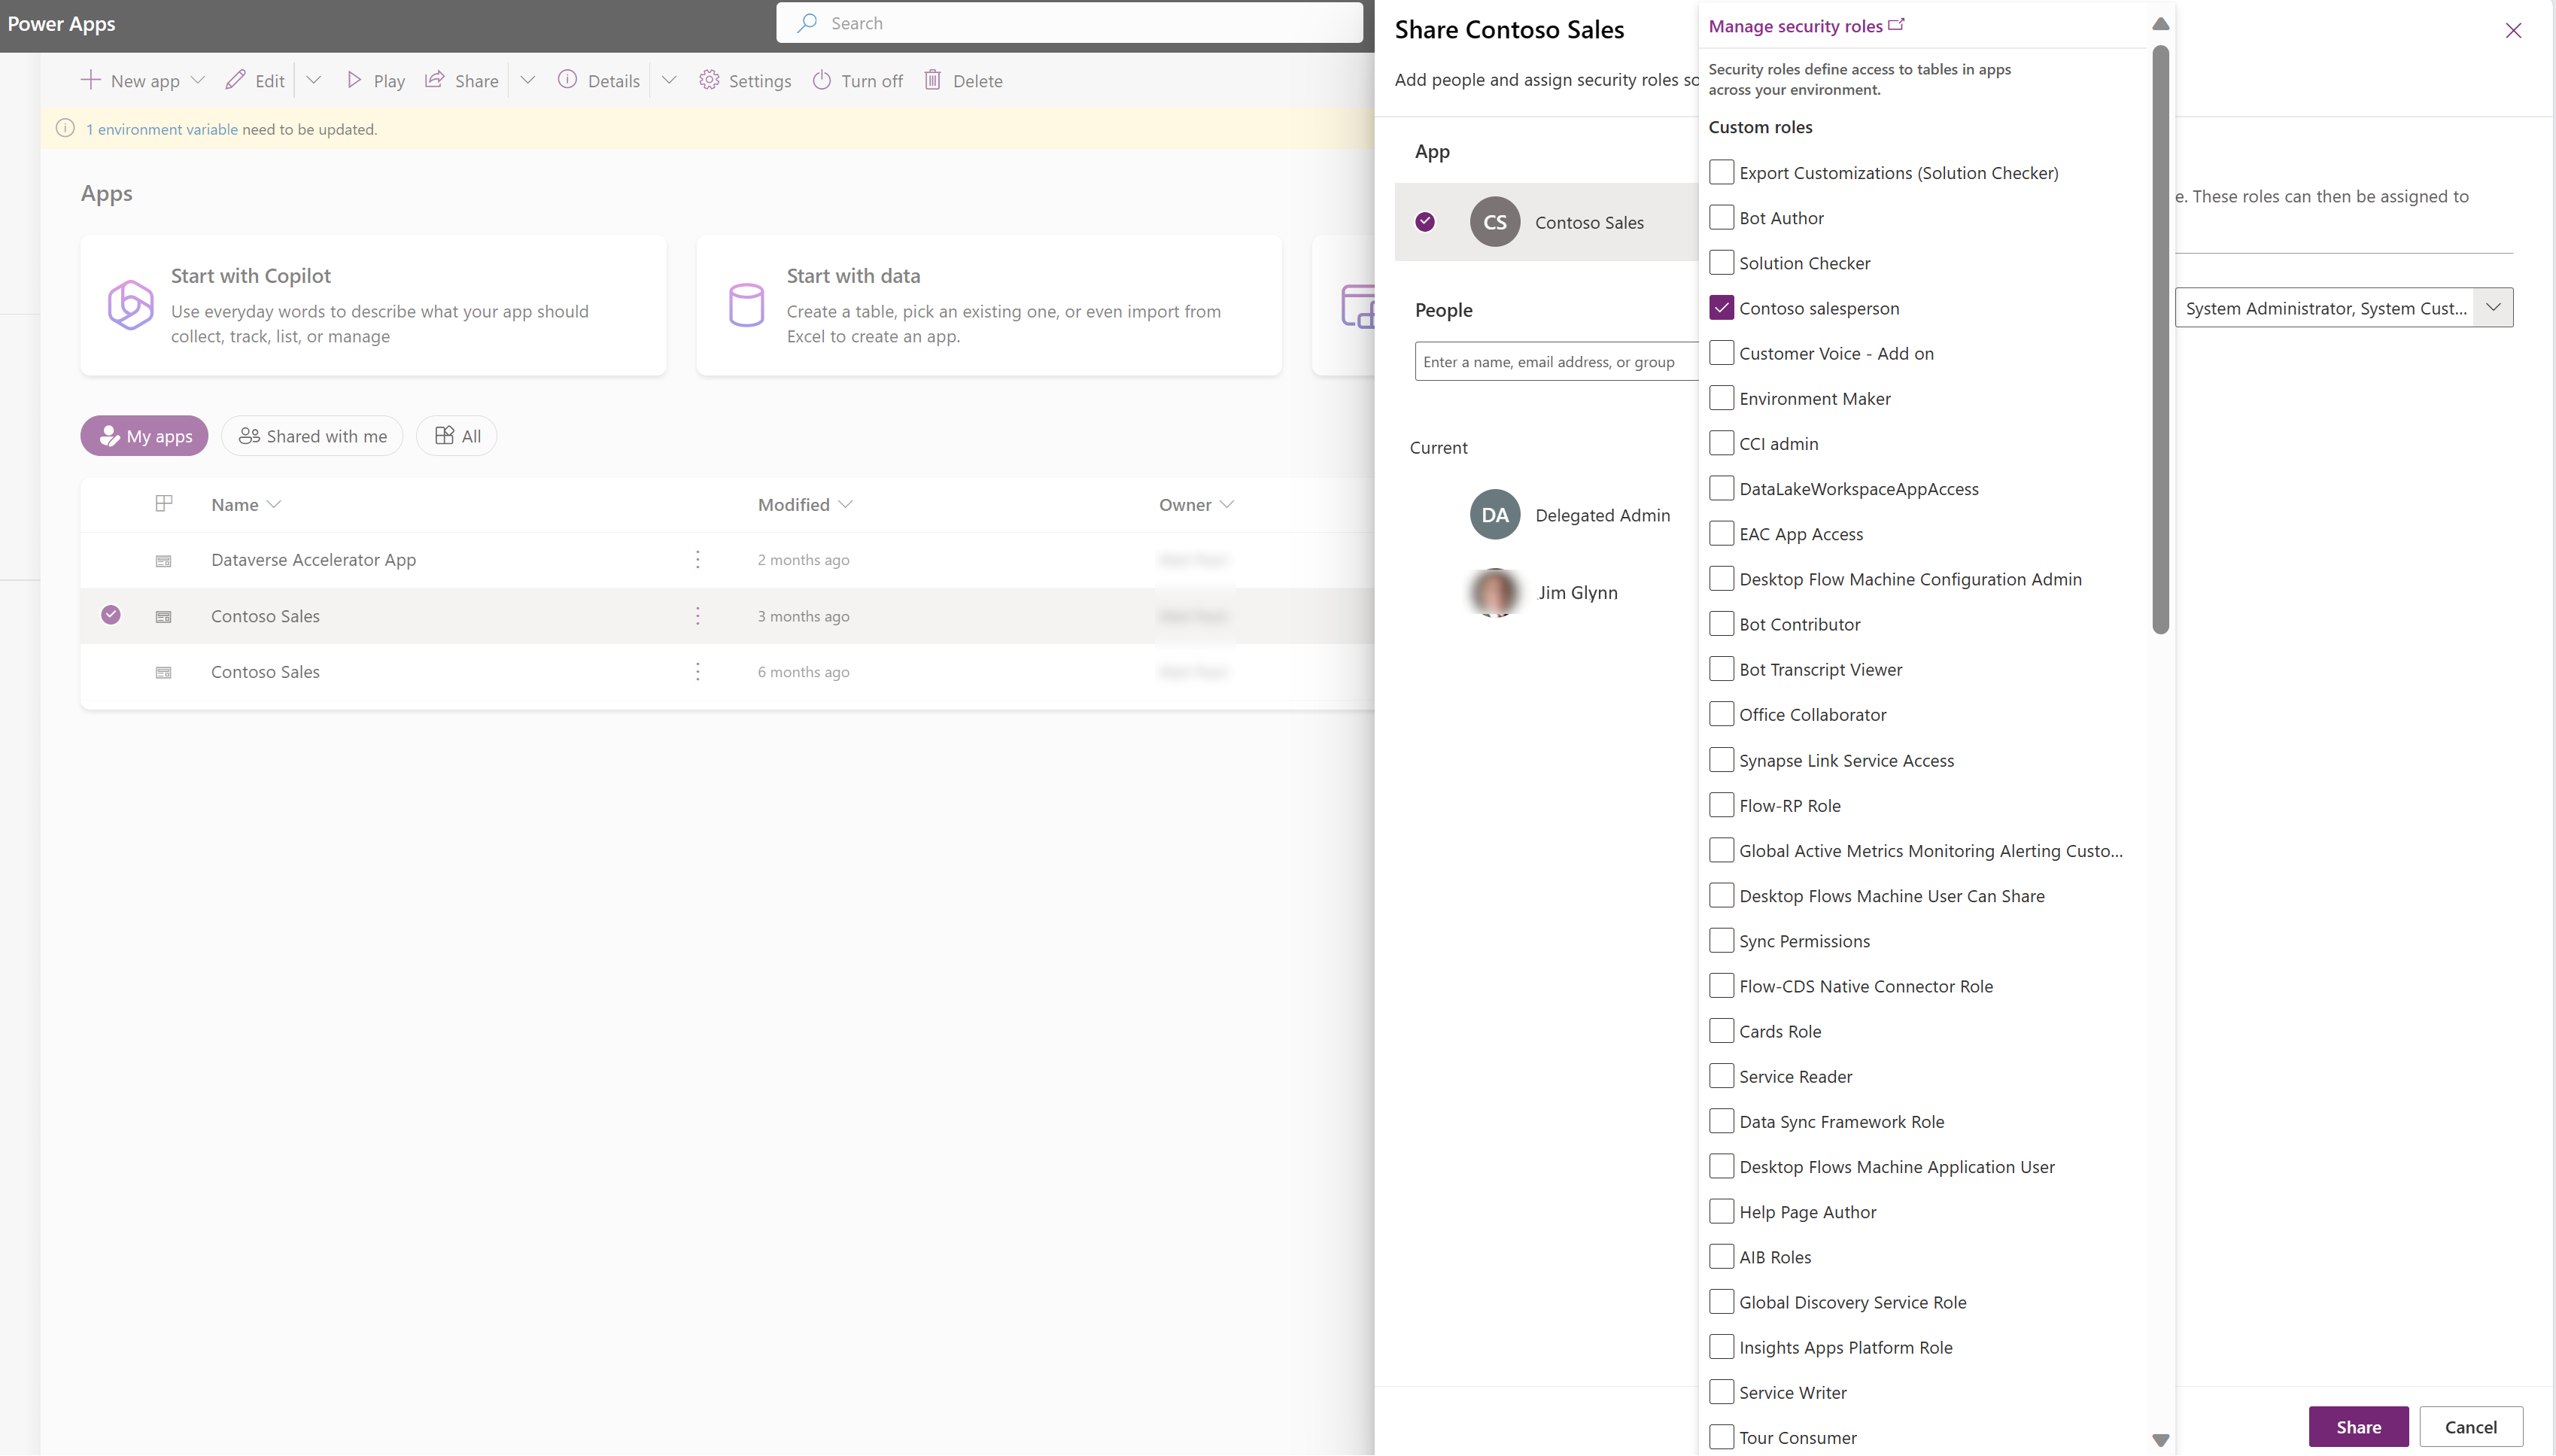 Power Apps
Search
New app
Edit
Play
Share
Details
Settings
Turn off
Delete
1 environment variable need to be updated.
Apps
Start with Copilot
Use everyday words to describe what your app should
collect, track, list, or manage
Start with data
Create a table, pick an existing one, or even import from
Excel to create an app.
My apps
Shared with me
All
Name
Modified
Owner
Dataverse Accelerator App
2 months ago
Contoso Sales
3 months ago
Contoso Sales
6 months ago
Share Contoso Sales
Add people and assign security roles so
App
CS
Contoso Sales
People
Enter a name, email address, or group
Current
DA
Delegated Admin
Jim Glynn
Manage security roles
Security roles define access to tables in apps
across your environment.
Custom roles
Export Customizations (Solution Checker)
Bot Author
Solution Checker
Contoso salesperson
Customer Voice - Add on
Environment Maker
CCI admin
DataLakeWorkspaceAppAccess
EAC App Access
Desktop Flow Machine Configuration Admin
Bot Contributor
Bot Transcript Viewer
Office Collaborator
Synapse Link Service Access
Flow-RP Role
Global Active Metrics Monitoring Alerting Custo...
Desktop Flows Machine User Can Share
Sync Permissions
Flow-CDS Native Connector Role
Cards Role
Service Reader
Data Sync Framework Role
Desktop Flows Machine Application User
Help Page Author
AIB Roles
Global Discovery Service Role
Insights Apps Platform Role
Service Writer
Tour Consumer
e. These roles can then be assigned to
System Administrator, System Cust...
Share
Cancel